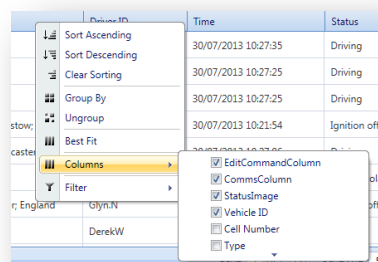 Driver ID Time Status
Sort Ascending 30/07/2013 10:27:35 Driving
Sort Descending 30/07/2013 10:27:25 Driving
Clear Sorting
Group By 30/07/2013 10:27:25 Driving
Ungroup
stow; 30/07/2013 10:21:54 Ignition off
Best Fit
Columns
EditCommandColumn
CommsColumn
StatusImage
Vehicle ID
Cell Number
Type
Filter
r; England Glyn.N
DerekW